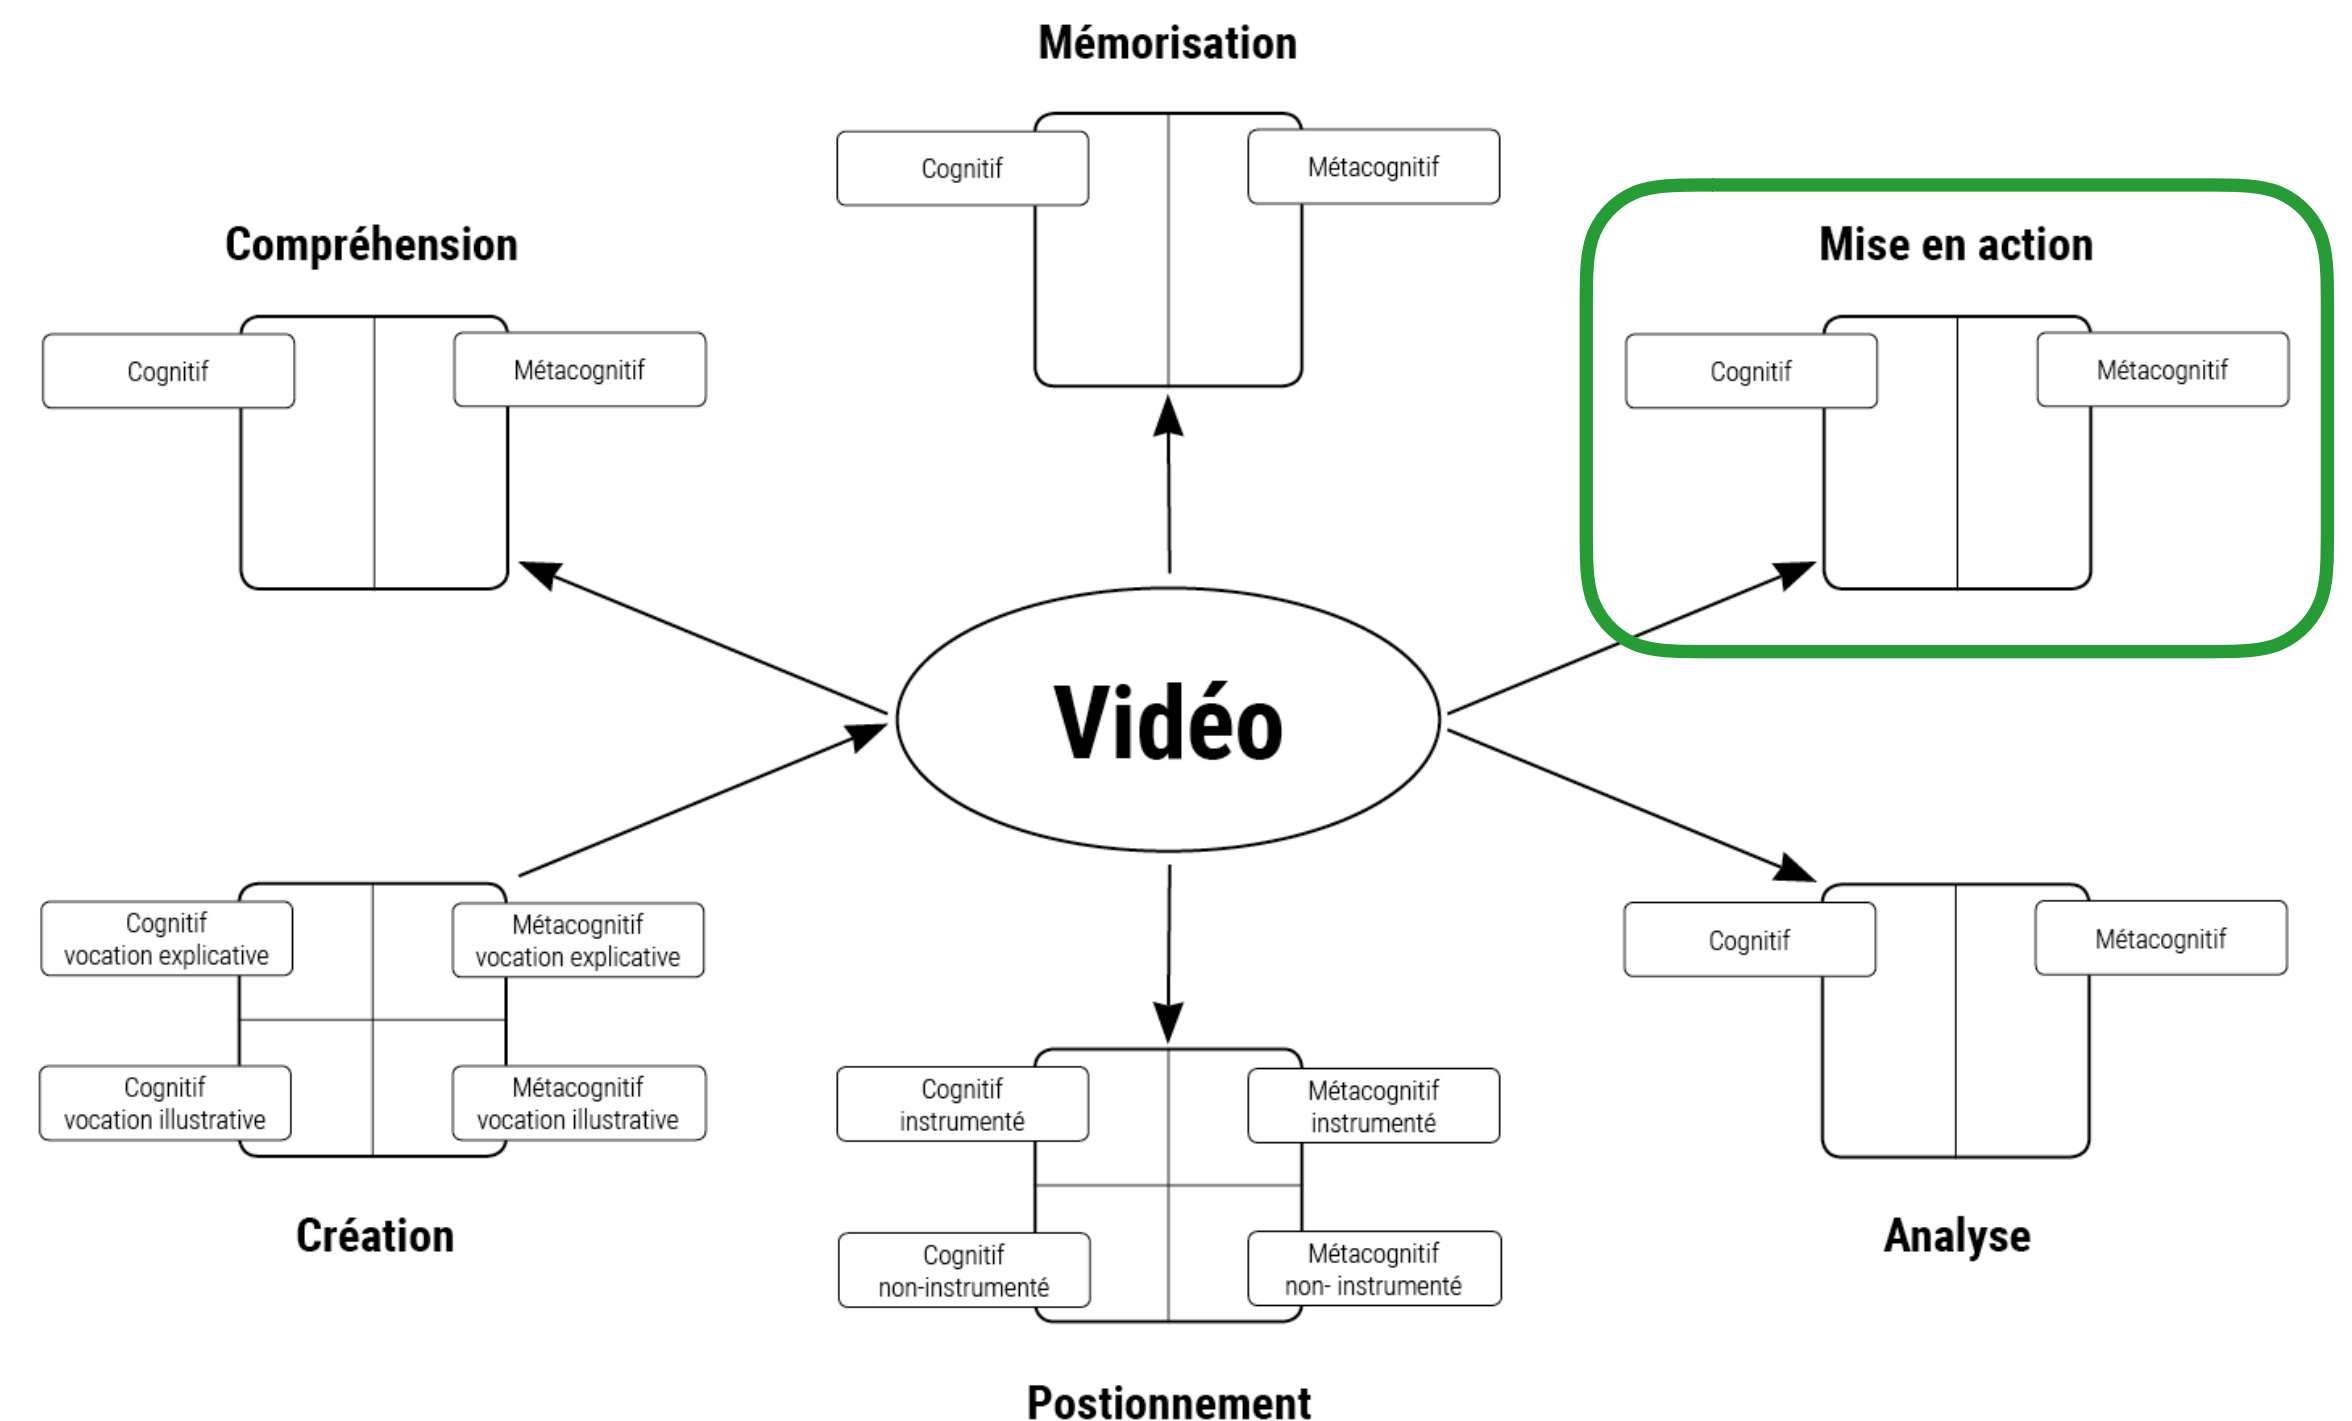 Mémorisation
Cognitif
Métacognitif
Compréhension
Cognitif
Métacognitif
Mise en action
Cognitif
Métacognitif
Vidéo
Cognitif
vocation explicative
Métacognitif
vocation explicative
Cognitif
vocation illustrative
Métacognitif
vocation illustrative
Création
Cognitif
instrumenté
Métacognitif
instrumenté
Cognitif
non-instrumenté
Métacognitif
non- instrumenté
Postionnement
Cognitif
Métacognitif
Analyse